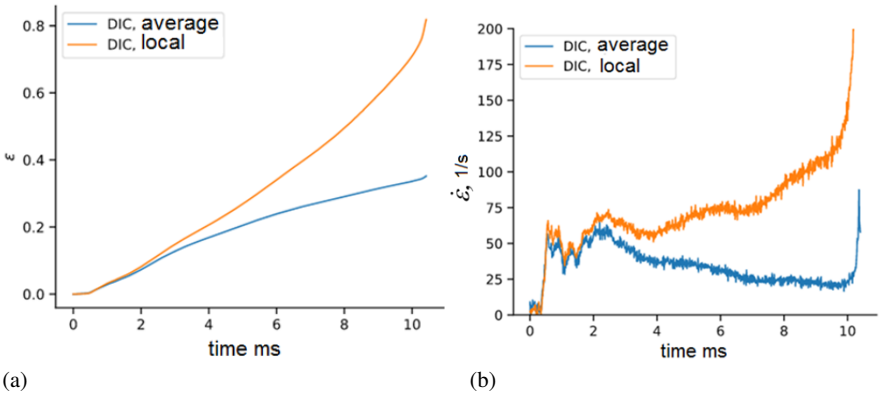 DIC, average
DIC, local
0.8
0.6
0.4
0.2
0.0
ε
0 2 4 6 8 10
time ms
(a)
DIC, average
DIC, local
200
175
150
125
100
75
50
25
0
ε̇, 1/s
0 2 4 6 8 10
time ms
(b)